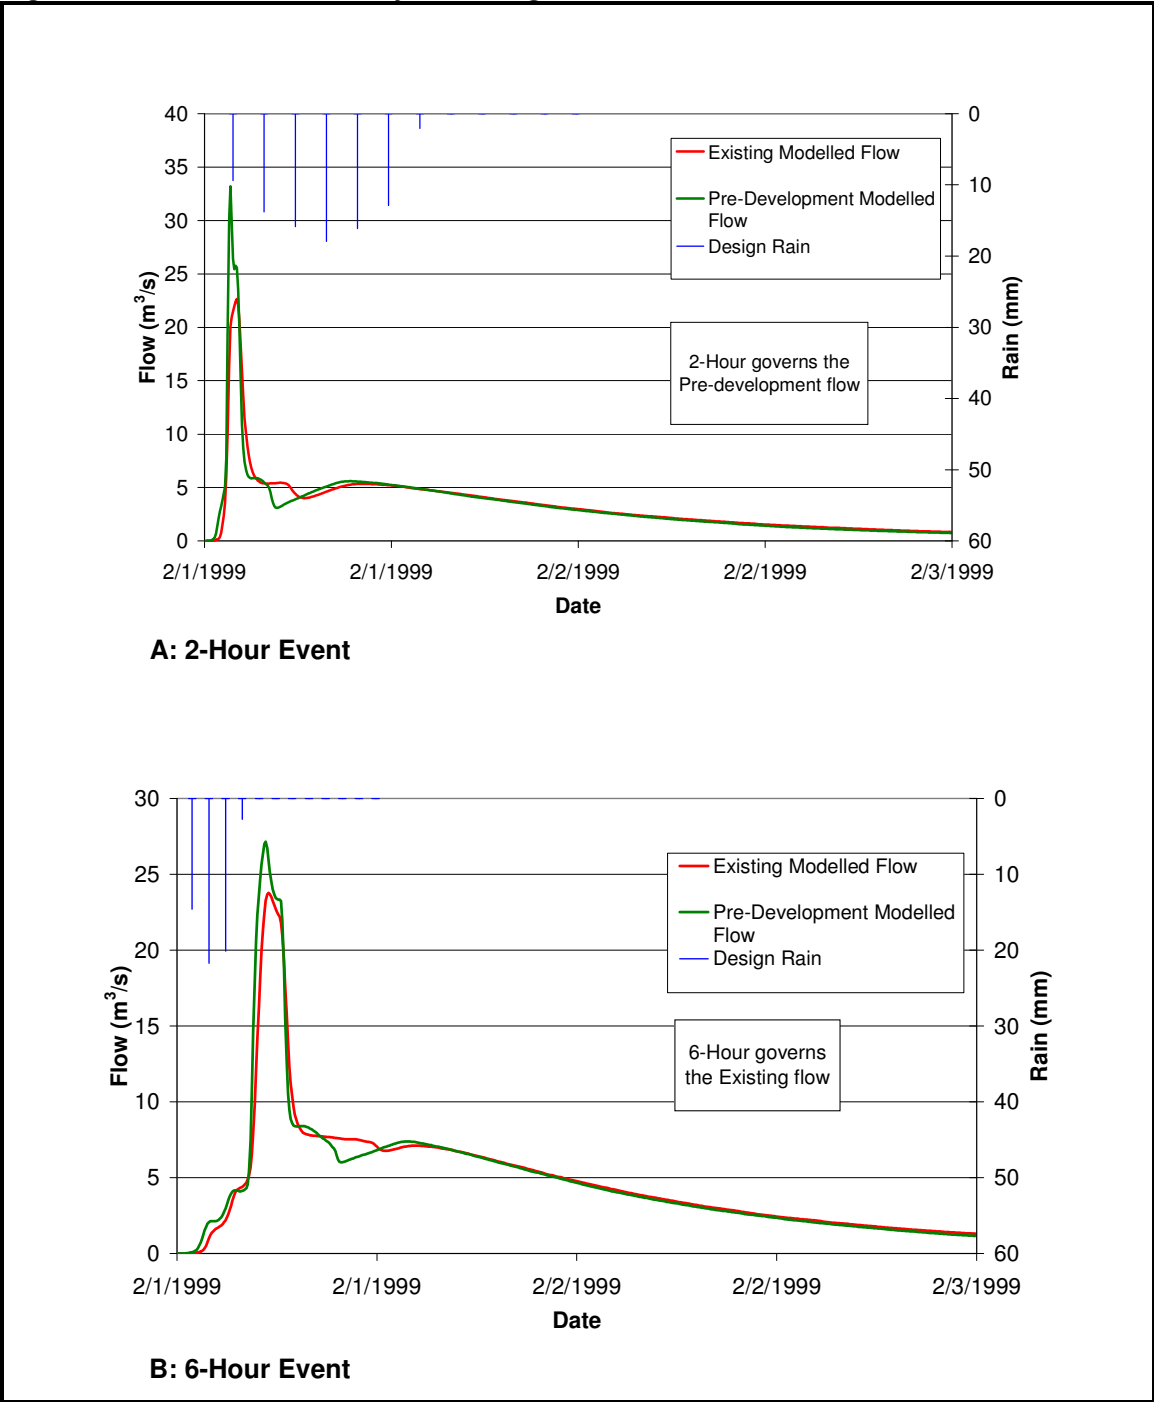 40
35
30
25
20
15
10
5
0
Flow (m³/s)
0
10
20
30
40
50
60
Rain (mm)
Existing Modelled Flow
Pre-Development Modelled
Flow
Design Rain
2-Hour governs the
Pre-development flow
2/1/1999 2/1/1999 2/2/1999 2/2/1999 2/3/1999
Date
A: 2-Hour Event
30
25
20
15
10
5
0
Flow (m³/s)
0
10
20
30
40
50
60
Rain (mm)
Existing Modelled Flow
Pre-Development Modelled
Flow
Design Rain
6-Hour governs
the Existing flow
2/1/1999 2/1/1999 2/2/1999 2/2/1999 2/3/1999
Date
B: 6-Hour Event